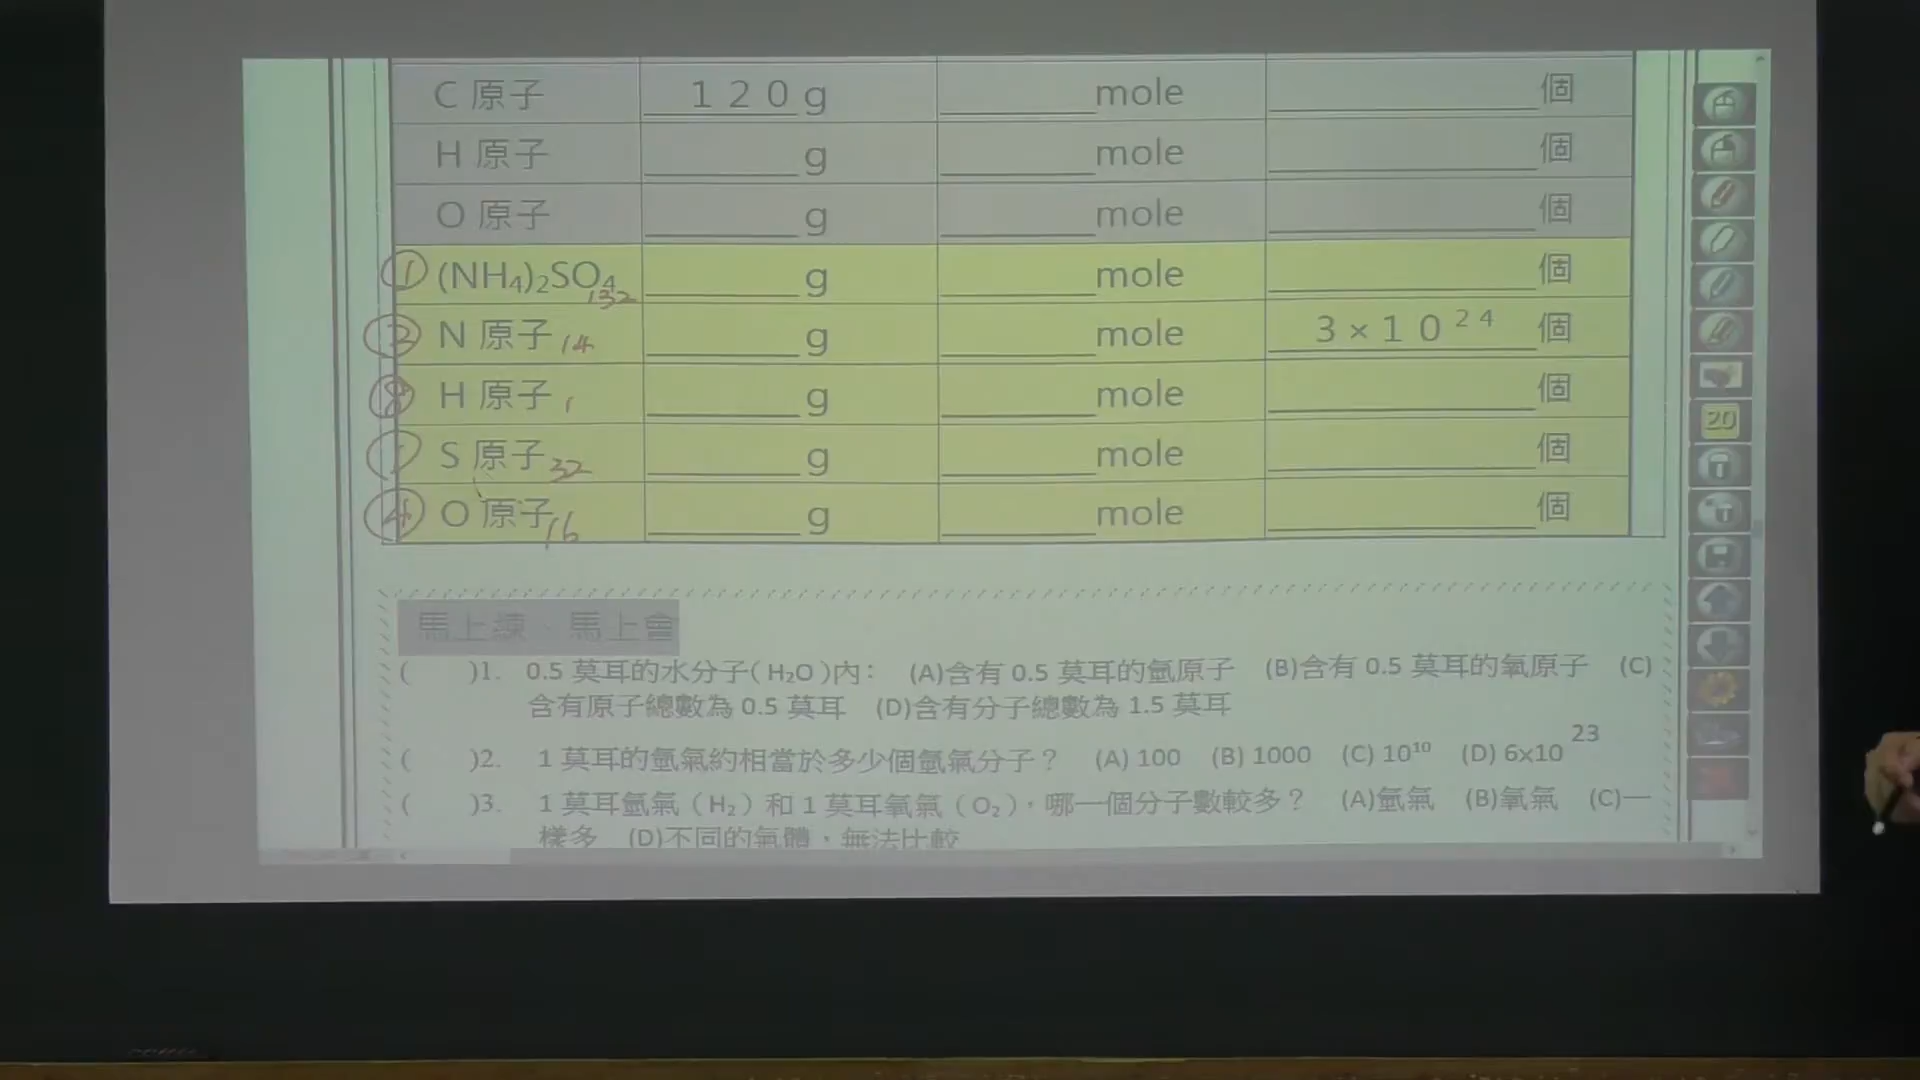 C 原子 120 g mole 個
H 原子 g mole 個
O 原子 g mole 個
① (NH₄)₂SO₄ 132 g mole 個
② N 原子 14 g mole 3×10²⁴ 個
⑧ H 原子 1 g mole 個
① S 原子 32 g mole 個
④ O 原子 16 g mole 個
馬上練、馬上會
( )1. 0.5 莫耳的水分子(H₂O)內: (A)含有 0.5 莫耳的氫原子 (B)含有 0.5 莫耳的氧原子 (C)
含有原子總數為 0.5 莫耳 (D)含有分子總數為 1.5 莫耳
( )2. 1 莫耳的氫氣約相當於多少個氫氣分子? (A) 100 (B) 1000 (C) 10¹⁰ (D) 6x10²³
( )3. 1 莫耳氫氣(H₂)和 1 莫耳氧氣(O₂),哪一個分子數較多? (A)氫氣 (B)氧氣 (C)一
樣多 (D)不同的氣體,無法比較
20